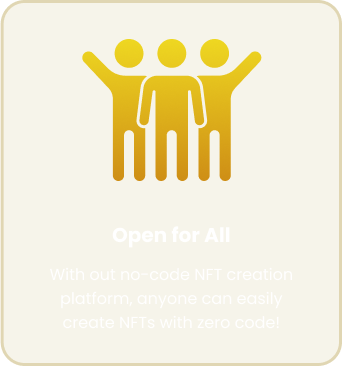 Open for All
With out no-code NFT creation
platform, anyone can easily
create NFTs with zero code!